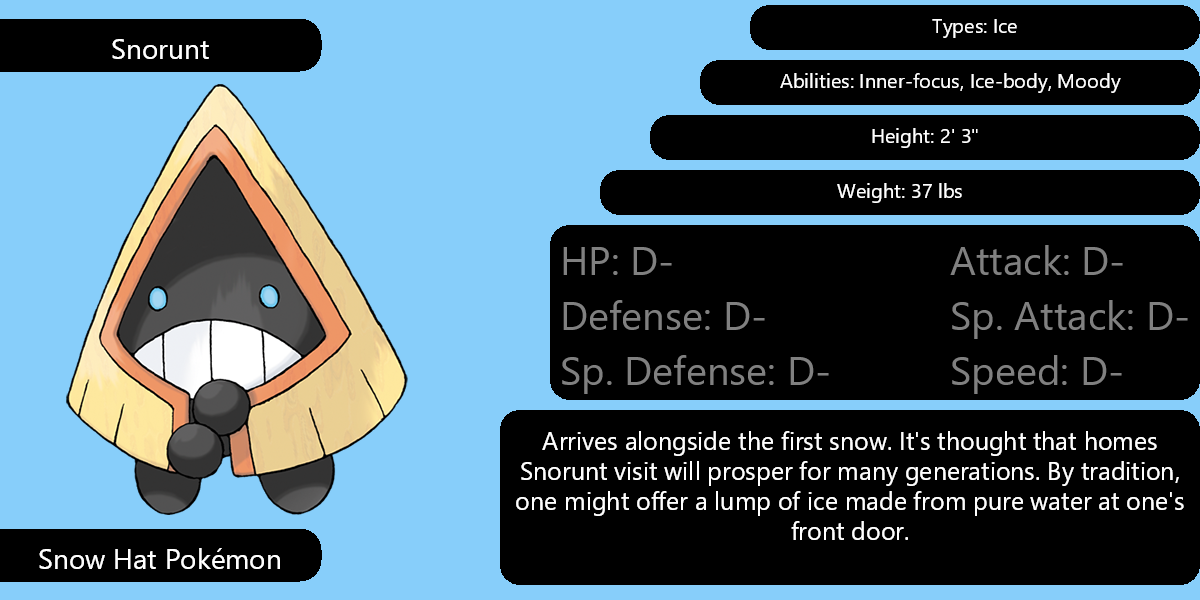 Snorunt
Types: Ice
Abilities: Inner-focus, Ice-body, Moody
Height: 2' 3"
Weight: 37 lbs
HP: D-
Attack: D-
Defense: D-
Sp. Attack: D-
Sp. Defense: D-
Speed: D-
Arrives alongside the first snow. It's thought that homes
Snorunt visit will prosper for many generations. By tradition,
one might offer a lump of ice made from pure water at one's
front door.
Snow Hat Pokémon